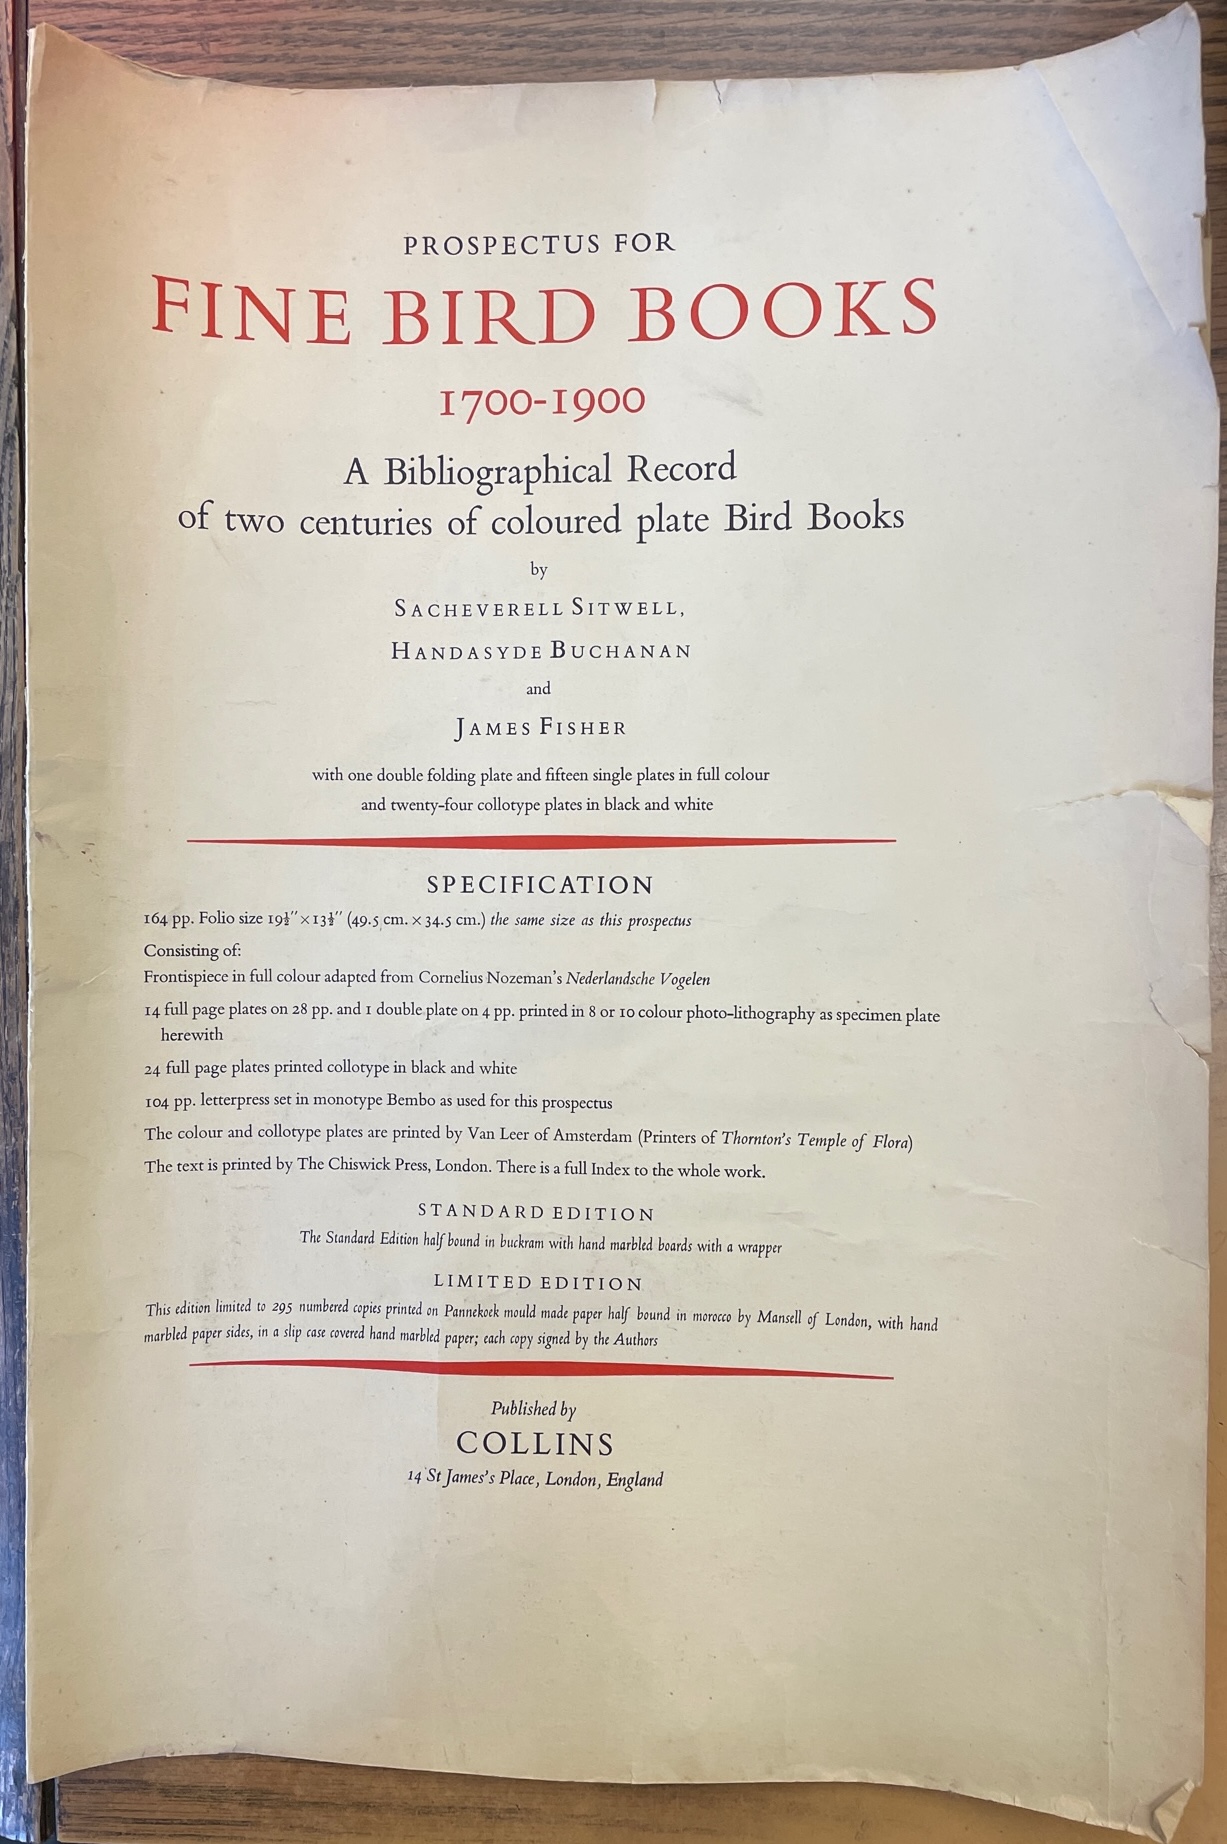 PROSPECTUS FOR
FINE BIRD BOOKS
1700-1900
A Bibliographical Record
of two centuries of coloured plate Bird Books
by
SACHEVERELL SITWELL,
HANDASYDE BUCHANAN
and
JAMES FISHER
with one double folding plate and fifteen single plates in full colour
and twenty-four collotype plates in black and white
SPECIFICATION
164 pp. Folio size 19½″×13½″ (49.5 cm. × 34.5 cm.) the same size as this prospectus
Consisting of:
Frontispiece in full colour adapted from Cornelius Nozeman's Nederlandsche Vogelen
14 full page plates on 28 pp. and 1 double plate on 4 pp. printed in 8 or 10 colour photo-lithography as specimen plate
herewith
24 full page plates printed collotype in black and white
104 pp. letterpress set in monotype Bembo as used for this prospectus
The colour and collotype plates are printed by Van Leer of Amsterdam (Printers of Thornton's Temple of Flora)
The text is printed by The Chiswick Press, London. There is a full Index to the whole work.
STANDARD EDITION
The Standard Edition half bound in buckram with hand marbled boards with a wrapper
LIMITED EDITION
This edition limited to 295 numbered copies printed on Pannekoek mould made paper half bound in morocco by Mansell of London, with hand
marbled paper sides, in a slip case covered hand marbled paper; each copy signed by the Authors
Published by
COLLINS
14 St James's Place, London, England